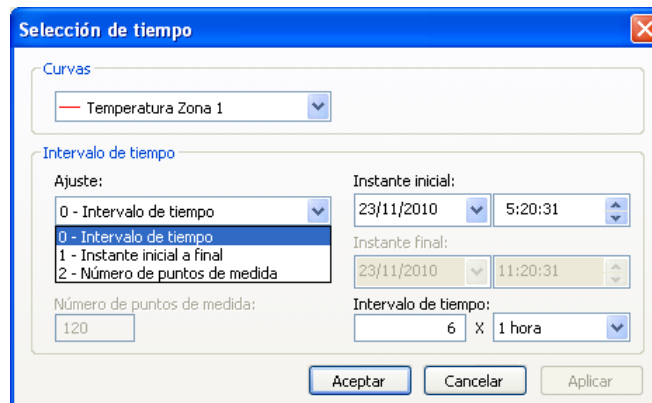 Selección de tiempo
Curvas
Temperatura Zona 1
Intervalo de tiempo
Ajuste:
Instante inicial:
0 - Intervalo de tiempo
23/11/2010
5:20:31
0 - Intervalo de tiempo
1 - Instante inicial a final
2 - Número de puntos de medida
Instante final:
23/11/2010
11:20:31
Número de puntos de medida:
Intervalo de tiempo:
120
6 X 1 hora
Aceptar
Cancelar
Aplicar